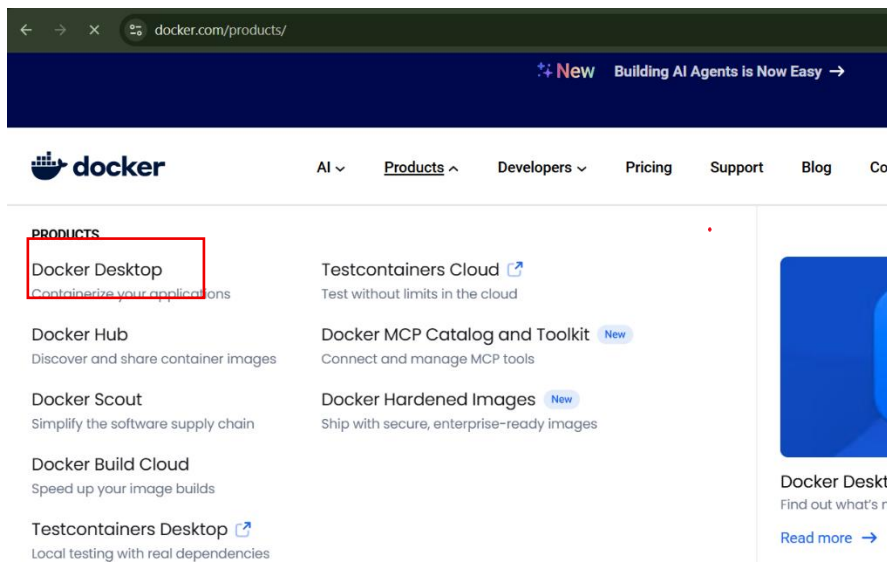 docker.com/products/
New Building AI Agents is Now Easy →
docker
AI Products Developers Pricing Support Blog
PRODUCTS
Docker Desktop
Containerize your applications
Docker Hub
Discover and share container images
Docker Scout
Simplify the software supply chain
Docker Build Cloud
Speed up your image builds
Testcontainers Desktop
Local testing with real dependencies
Testcontainers Cloud
Test without limits in the cloud
Docker MCP Catalog and Toolkit New
Connect and manage MCP tools
Docker Hardened Images New
Ship with secure, enterprise-ready images
Docker
Find out what's
Read more →